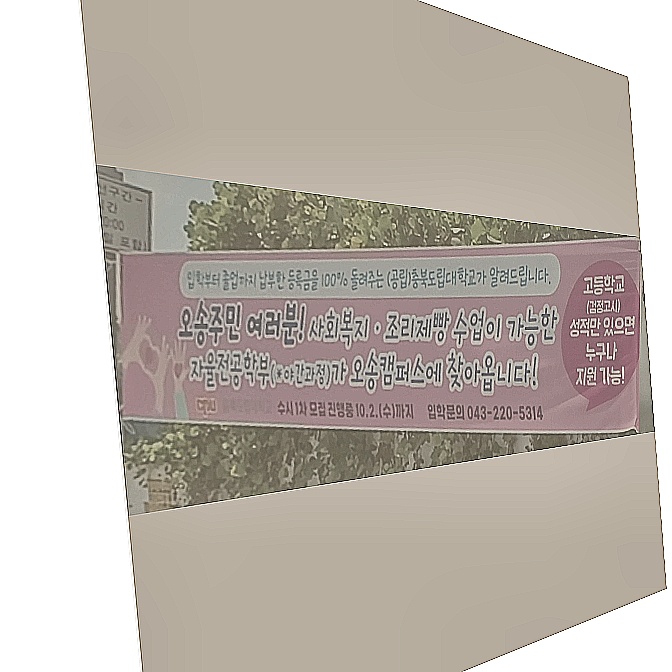 선구간
간
입학부터 졸업까지 납부한 등록금을 100% 돌려주는 (공립)충북도립대학교가 알려드립니다.
오송주민 여러분! 사회복지·조리제빵 수업이 가능한
자율전공학부(※야간과정)가 오송캠퍼스에 찾아옵니다!
수시 1차 모집 진행중 10.2.(수)까지 입학문의 043-220-5314
고등학교
(검정고시)
성적만 있으면
누구나
지원 가능!